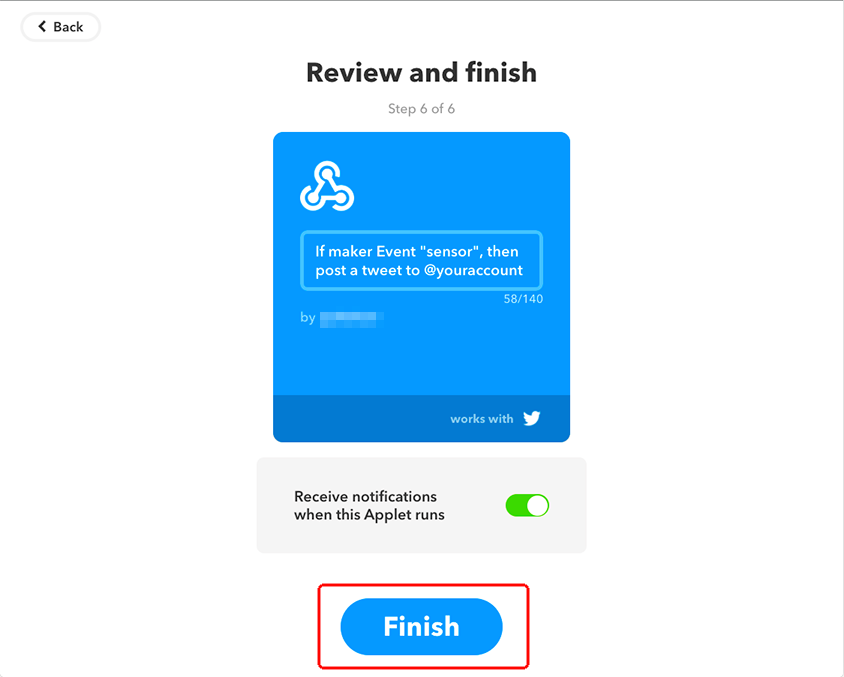 Back
Review and finish
Step 6 of 6
If maker Event "sensor", then
post a tweet to @youraccount
58/140
by
works with
Receive notifications
when this Applet runs
Finish